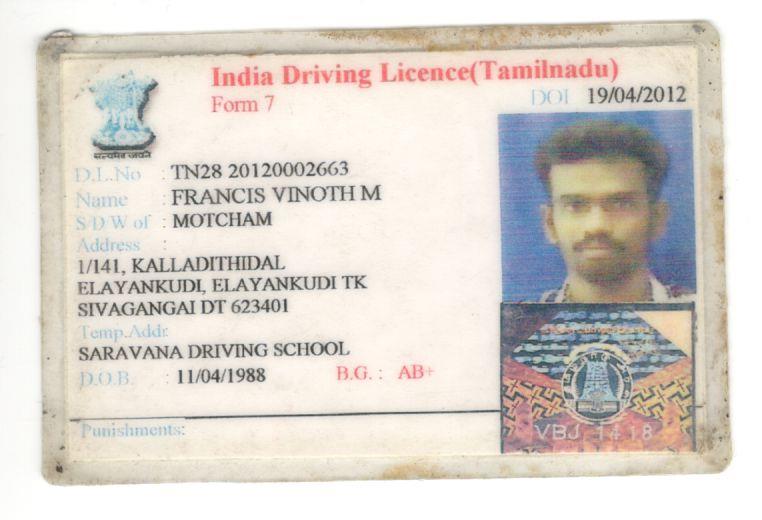 India Driving Licence(Tamilnadu)
Form 7
DOI 19/04/2012
सत्यमेव जयते
D.L.No : TN28 20120002663
Name : FRANCIS VINOTH M
S/D/W of : MOTCHAM
Address :
1/141, KALLADITHIDAL
ELAYANKUDI, ELAYANKUDI TK
SIVAGANGAI DT 623401
Temp.Addr:
SARAVANA DRIVING SCHOOL
D.O.B. : 11/04/1988 B.G. : AB+
Punishments:
VBJ 1418